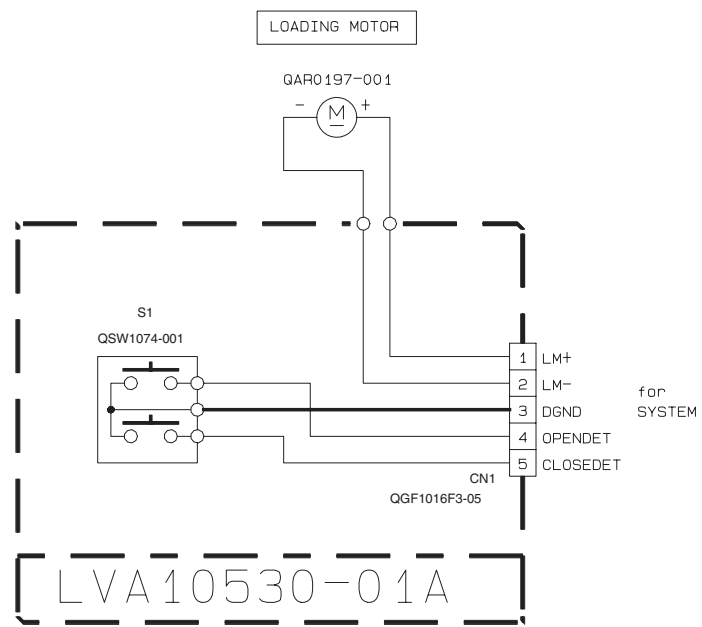 LOADING MOTOR
QAR0197-001
- M +
S1
QSW1074-001
1 LM+
2 LM-
3 DGND
4 OPENDET
5 CLOSEDET
for
SYSTEM
CN1
QGF1016F3-05
LVA10530-01A